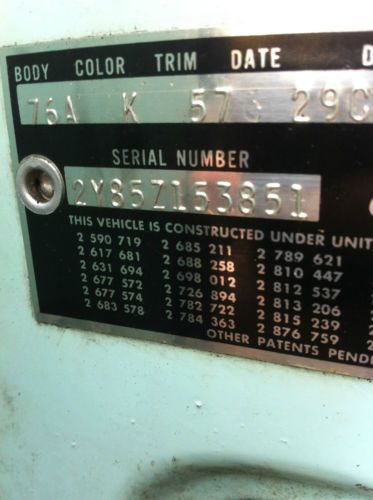 BODY COLOR TRIM DATE D
76A K 57 29C
SERIAL NUMBER
2Y85Z153851
THIS VEHICLE IS CONSTRUCTED UNDER UNIT
2 590 719 2 685 211 2 789 621
2 617 681 2 688 258 2 810 447
2 631 694 2 698 012 2 812 537
2 677 572 2 726 894 2 813 206
2 677 574 2 782 722 2 815 239
2 683 578 2 784 363 2 876 759
OTHER PATENTS PEND